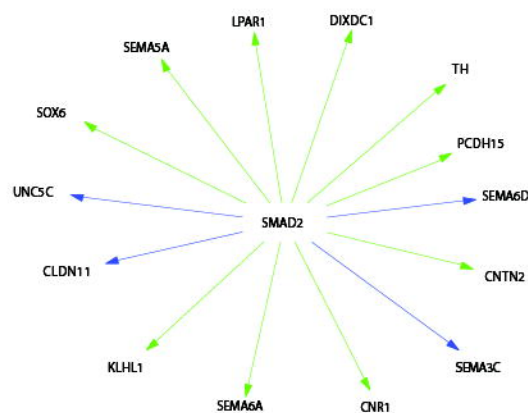 LPAR1
DIXDC1
SEMA5A
TH
SOX6
PCDH15
UNC5C
SEMA6D
SMAD2
CLDN11
CNTN2
KLHL1
SEMA3C
SEMA6A
CNR1